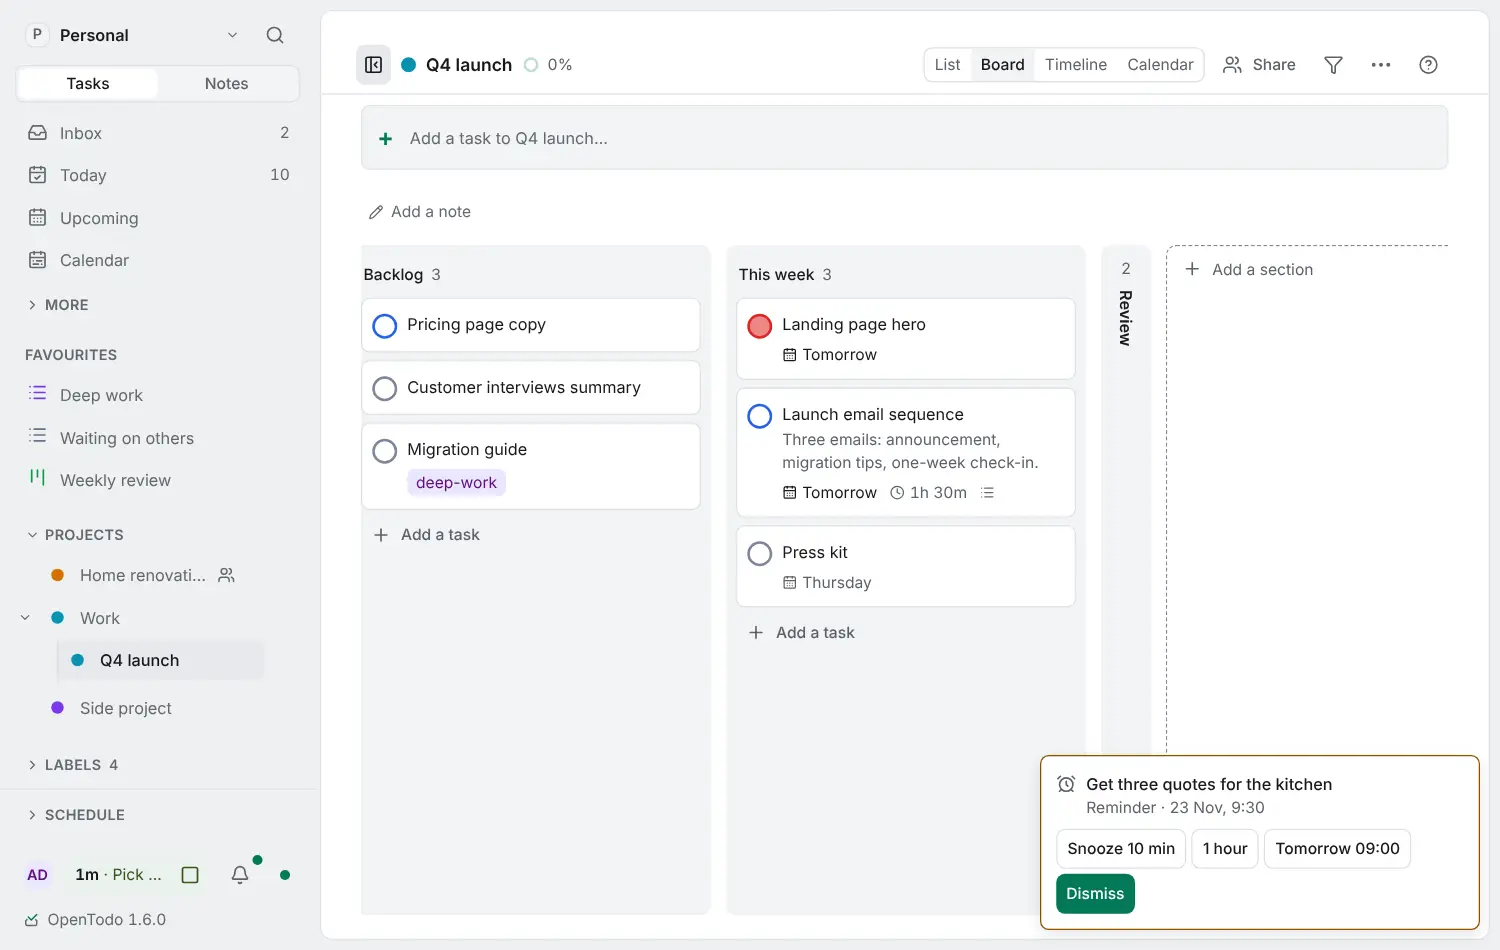 P Personal
Tasks Notes
Inbox 2
Today 10
Upcoming
Calendar
MORE
FAVOURITES
Deep work
Waiting on others
Weekly review
PROJECTS
Home renovati...
Work
Q4 launch
Side project
LABELS 4
SCHEDULE
AD 1m · Pick ...
OpenTodo 1.6.0
Q4 launch 0%
List Board Timeline Calendar Share
Add a task to Q4 launch...
Add a note
Backlog 3
Pricing page copy
Customer interviews summary
Migration guide
deep-work
Add a task
This week 3
Landing page hero
Tomorrow
Launch email sequence
Three emails: announcement,
migration tips, one-week check-in.
Tomorrow 1h 30m
Press kit
Thursday
Add a task
2
Review
Add a section
Get three quotes for the kitchen
Reminder · 23 Nov, 9:30
Snooze 10 min 1 hour Tomorrow 09:00
Dismiss